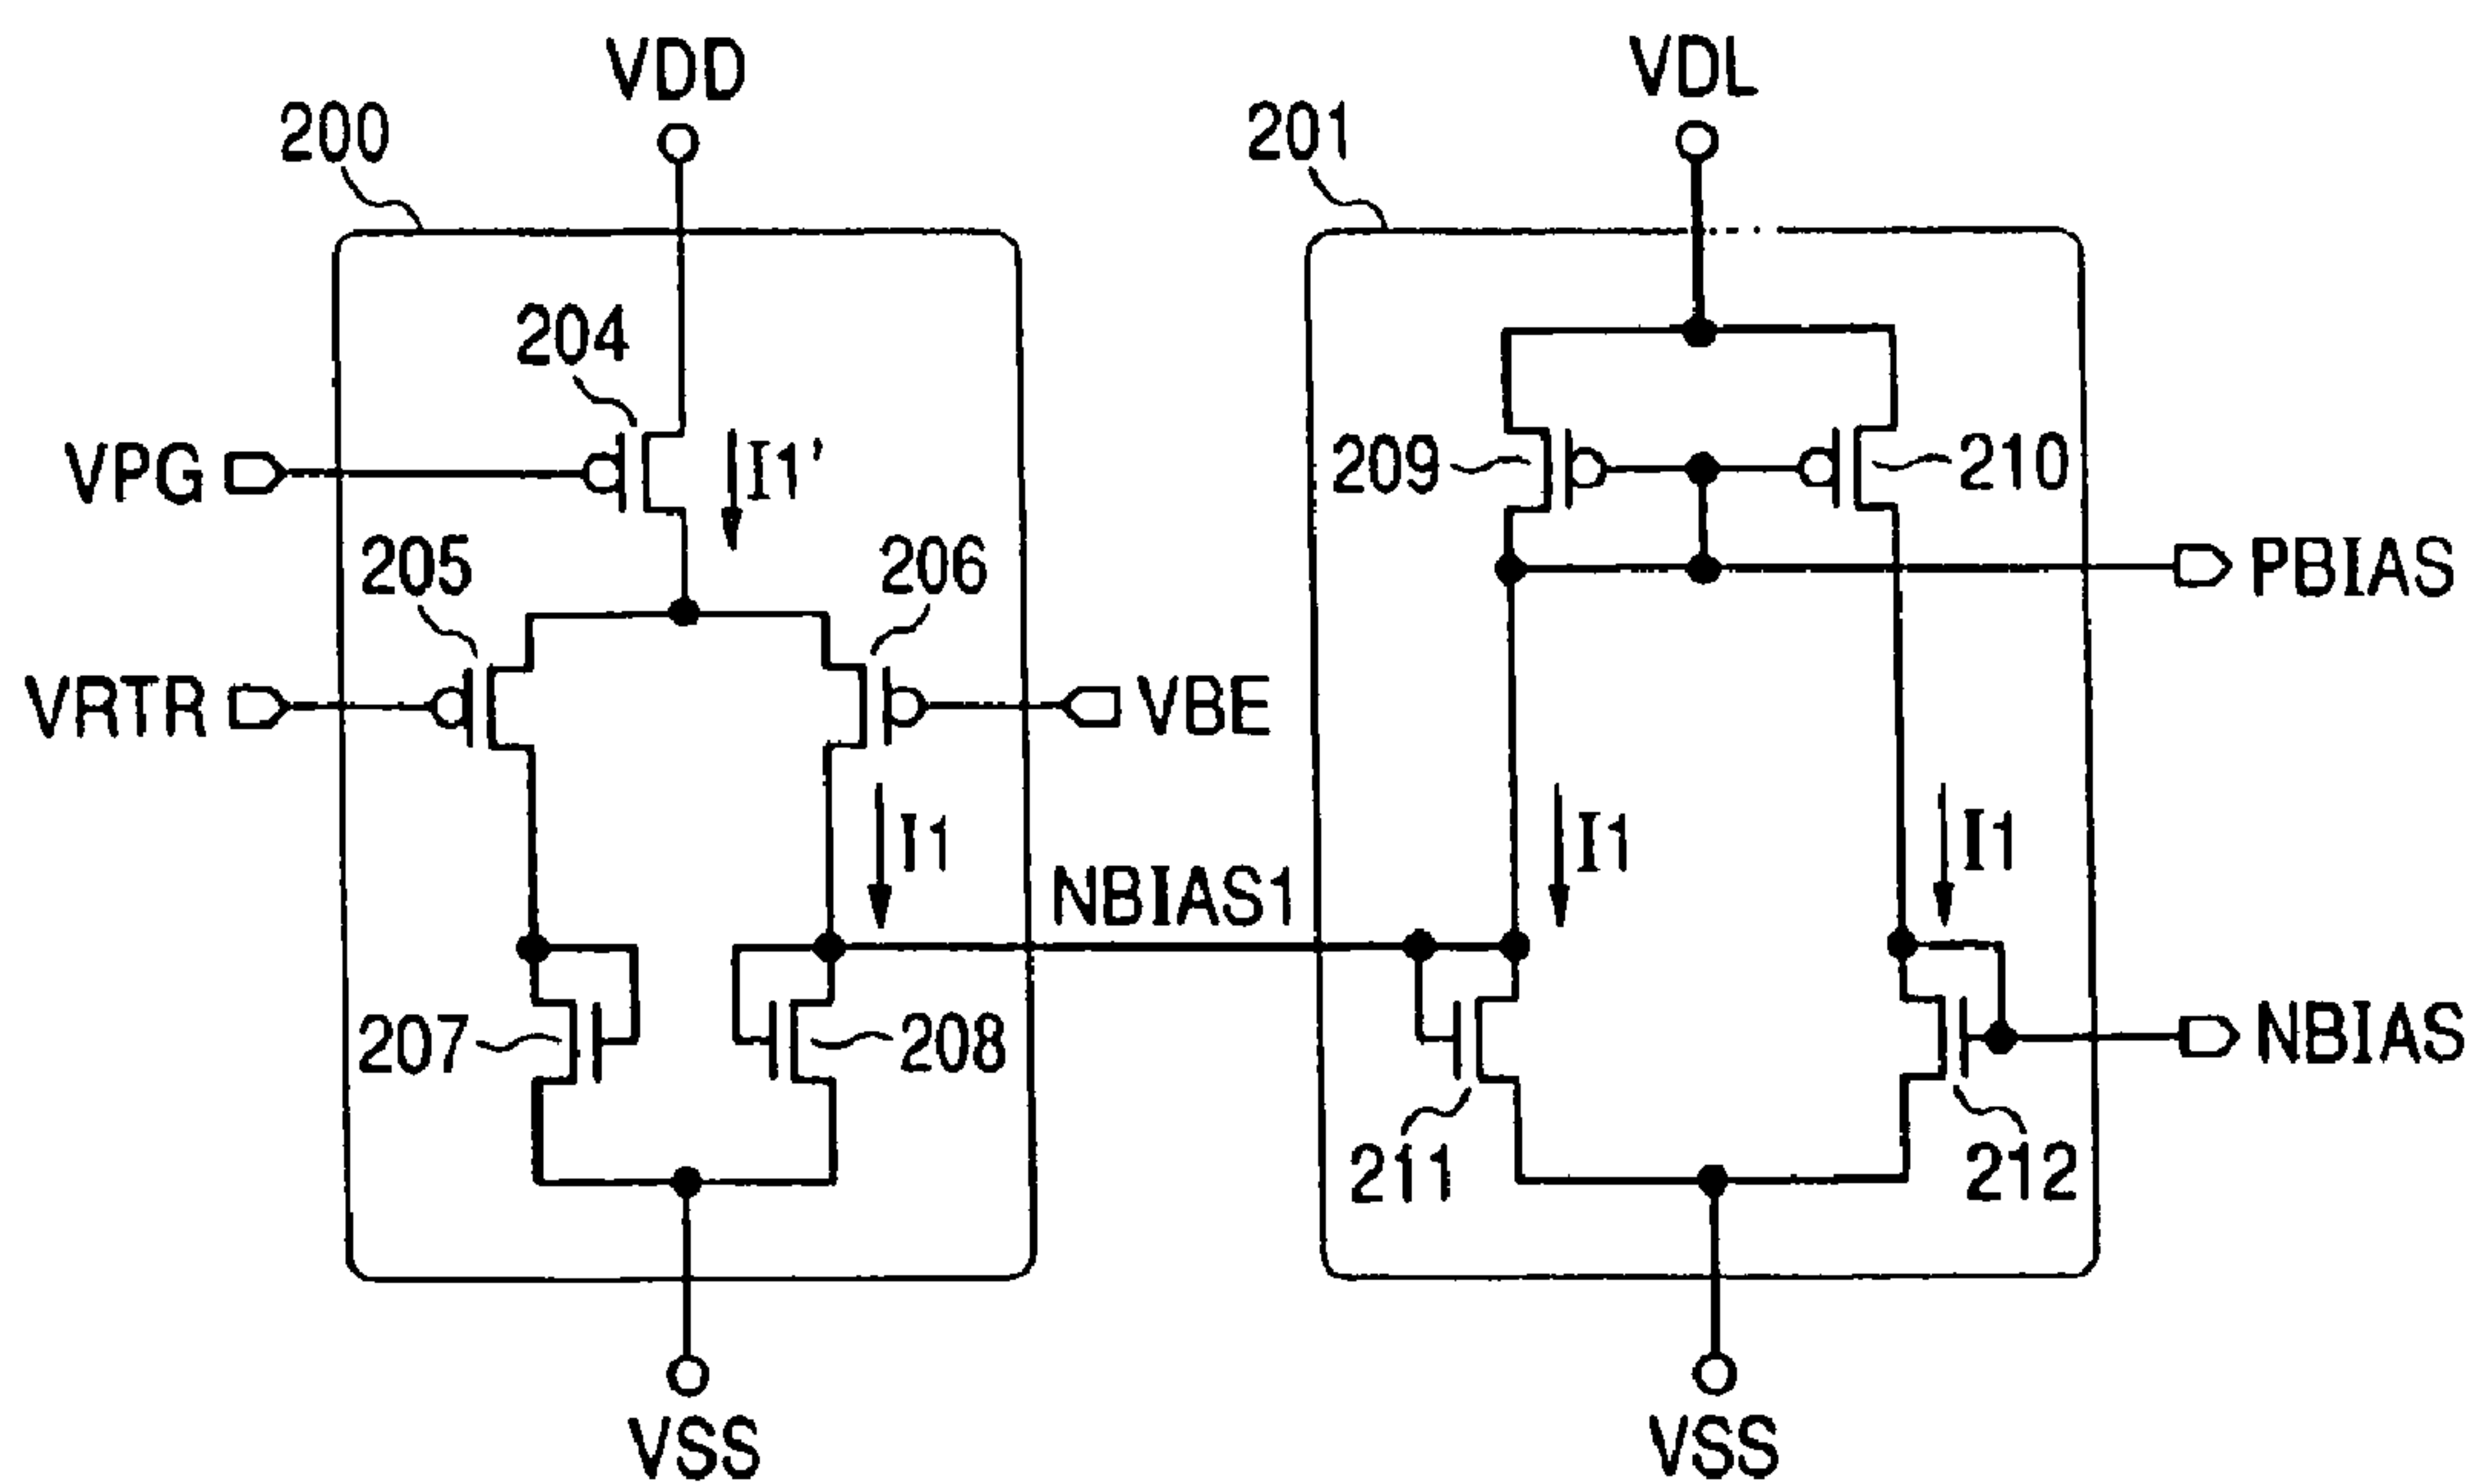 VDD
VDL
200
201
204
VPG
I1'
209
210
205
206
PBIAS
VRTR
VBE
I1
I1
I1
NBIAS1
207
208
NBIAS
211
212
VSS
VSS